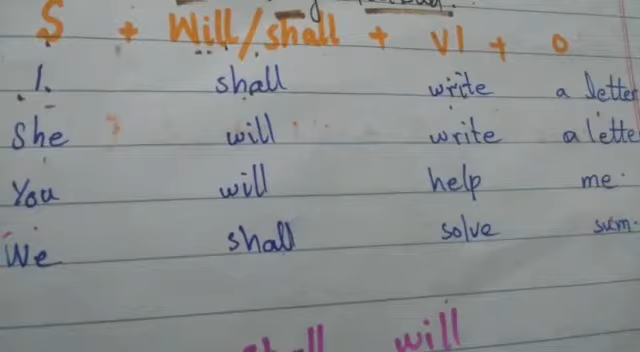 S + Will/shall + V1 + O
I shall write a letter
She will write a lette
You will help me.
We shall solve sum.
shall will